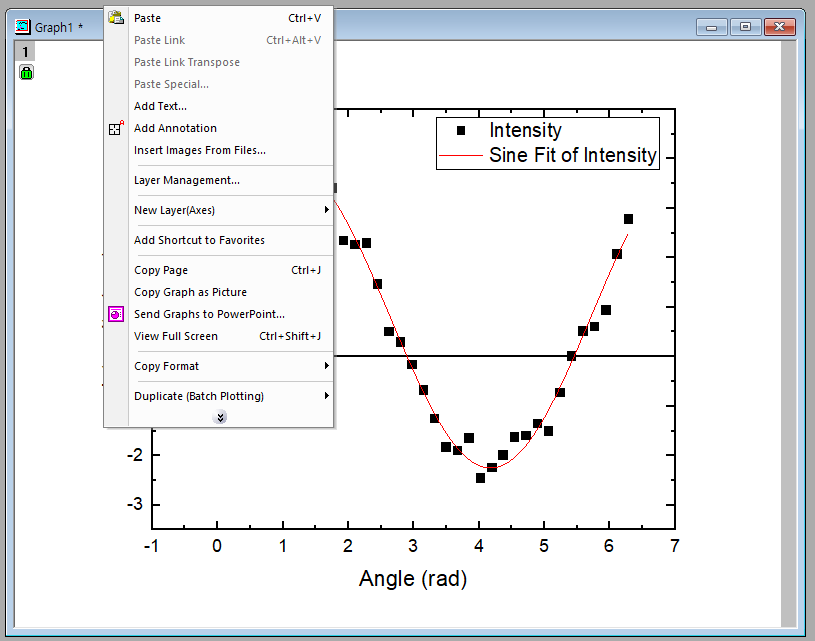 Graph1 *
1
Paste Ctrl+V
Paste Link Ctrl+Alt+V
Paste Link Transpose
Paste Special...
Add Text...
Add Annotation
Insert Images From Files...
Layer Management...
New Layer(Axes)
Add Shortcut to Favorites
Copy Page Ctrl+J
Copy Graph as Picture
Send Graphs to PowerPoint...
View Full Screen Ctrl+Shift+J
Copy Format
Duplicate (Batch Plotting)
Intensity
Sine Fit of Intensity
-2
-3
-1 0 1 2 3 4 5 6 7
Angle (rad)